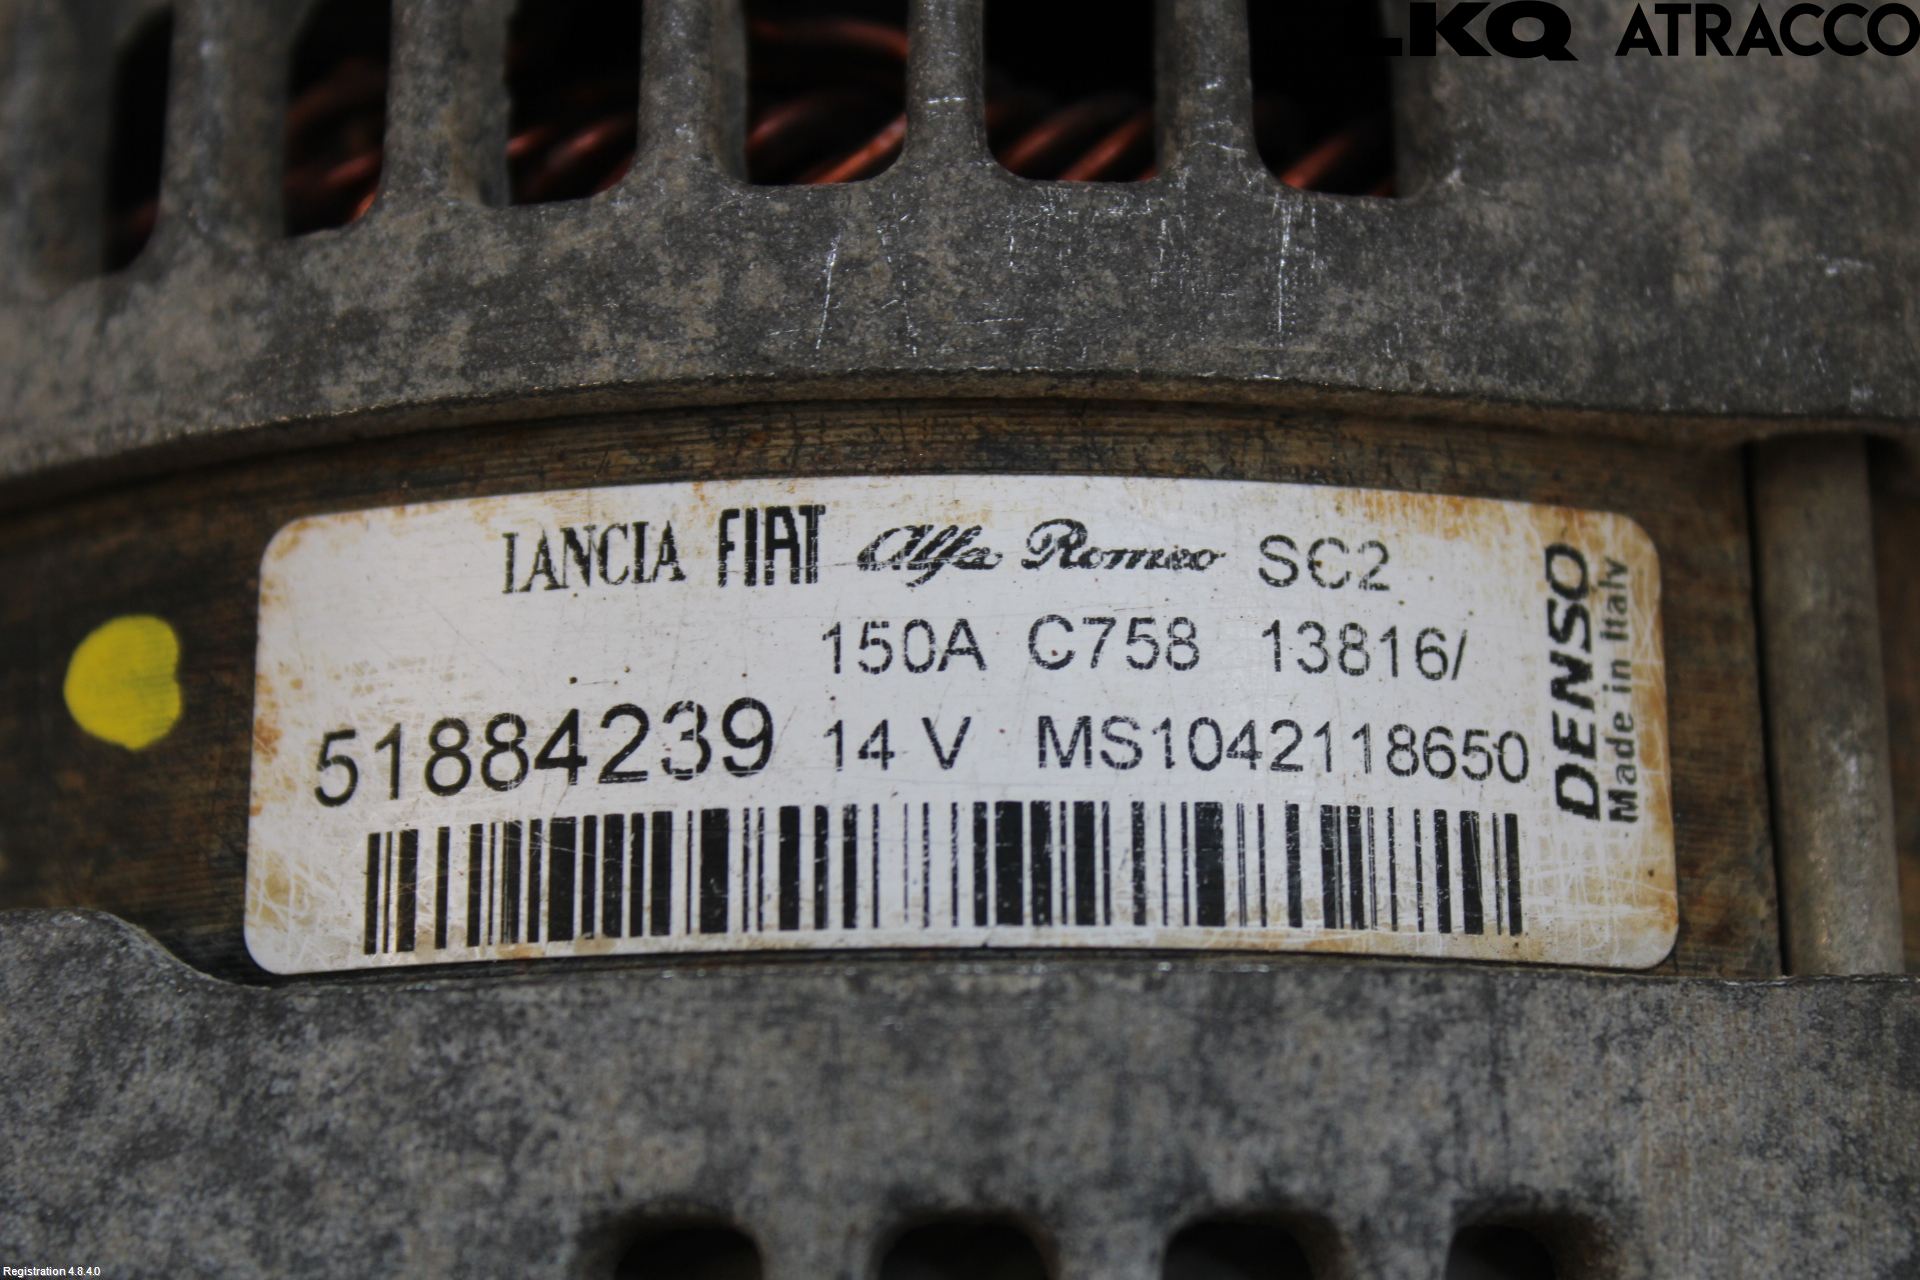 LKQ ATRACCO
LANCIA FIAT Alfa Romeo SC2
150A C758 13816/
51884239 14 V MS1042118650
DENSO
Made in Italy
Registration 4.8.4.0